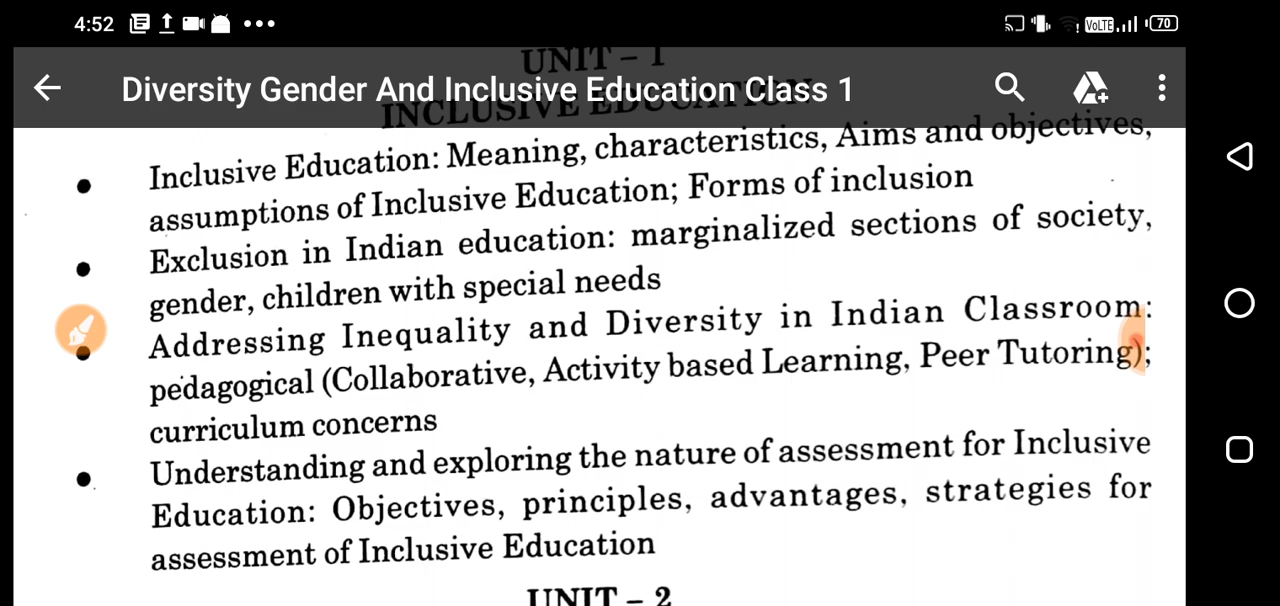 4:52
VoLTE
70
UNIT – 1
Diversity Gender And Inclusive Education Class 1
INCLUSIVE EDUCATION
Inclusive Education: Meaning, characteristics, Aims and objectives,
assumptions of Inclusive Education; Forms of inclusion
Exclusion in Indian education: marginalized sections of society,
gender, children with special needs
Addressing Inequality and Diversity in Indian Classroom:
pedagogical (Collaborative, Activity based Learning, Peer Tutoring);
curriculum concerns
Understanding and exploring the nature of assessment for Inclusive
Education: Objectives, principles, advantages, strategies for
assessment of Inclusive Education
UNIT – 2